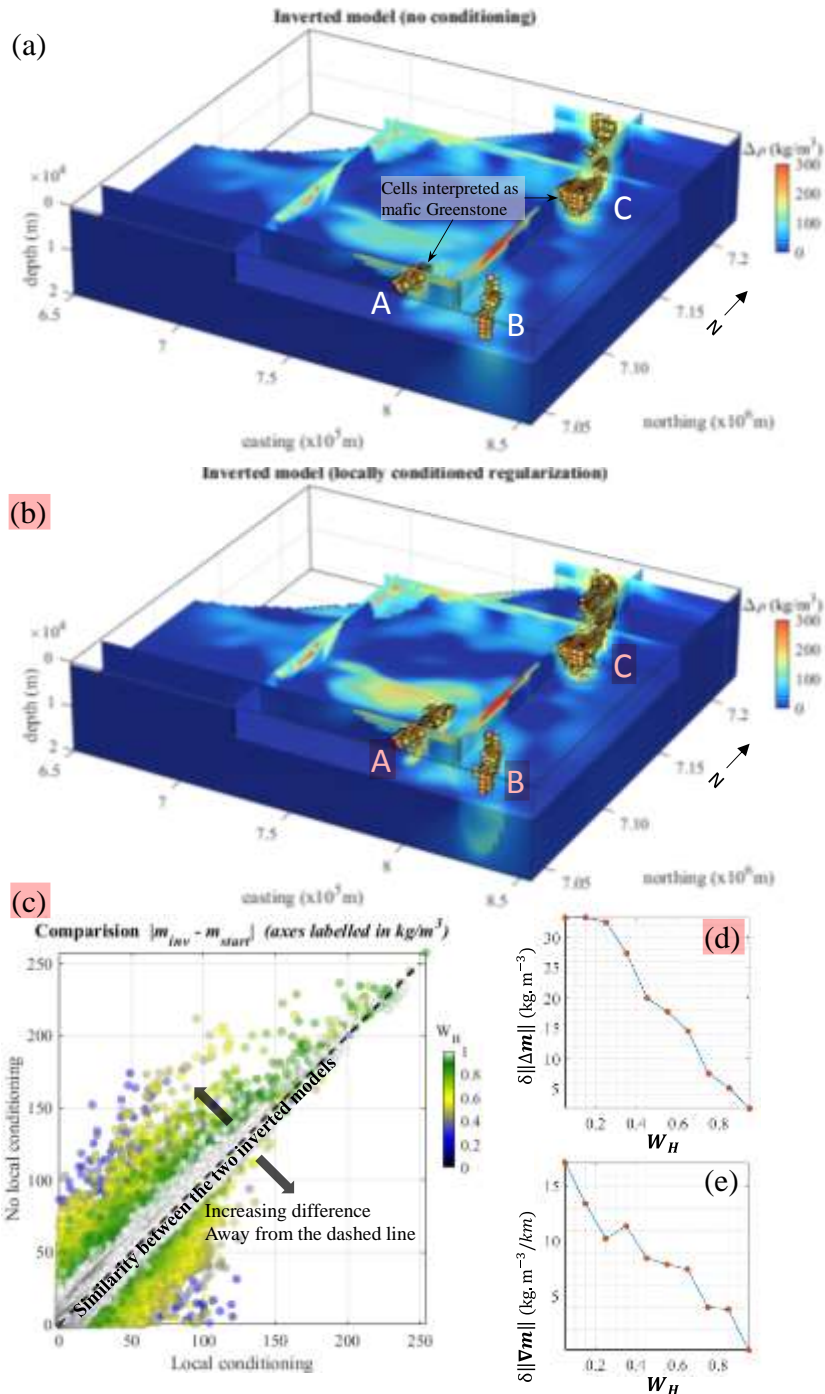 Inverted model (no conditioning)
(a)
Δρ (kg/m³)
300
200
100
0
Cells interpreted as
mafic Greenstone
C
A
B
×10⁴
0
1
2
depth (m)
6.5
7
7.5
8
8.5
easting (x10⁵m)
7.05
7.10
7.15
7.2
northing (x10⁶m)
N
Inverted model (locally conditioned regularization)
(b)
Δρ (kg/m³)
300
200
100
0
C
A
B
×10⁴
0
1
2
depth (m)
6.5
7
7.5
8
8.5
easting (x10⁵m)
7.05
7.10
7.15
7.2
northing (x10⁶m)
N
(c)
Comparision |m_inv - m_start| (axes labelled in kg/m³)
250
200
150
100
50
0
No local conditioning
0 50 100 150 200 250
Local conditioning
Similarity between the two inverted models
Increasing difference
Away from the dashed line
W_H
1
0.8
0.6
0.4
0.2
0
(d)
δ‖Δm‖ (kg.m⁻³)
30
25
20
15
10
5
0.2 0.4 0.6 0.8
W_H
(e)
δ‖∇m‖ (kg.m⁻³/km)
15
10
5
0.2 0.4 0.6 0.8
W_H